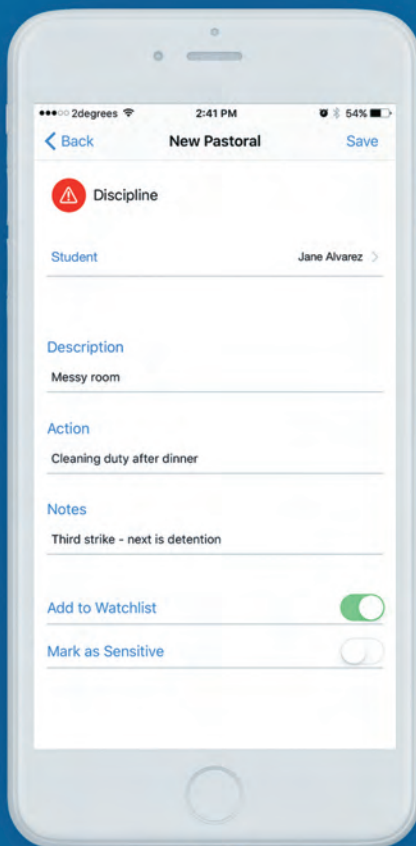 2degrees 2:41 PM 54%
Back New Pastoral Save
Discipline
Student Jane Alvarez
Description
Messy room
Action
Cleaning duty after dinner
Notes
Third strike - next is detention
Add to Watchlist
Mark as Sensitive